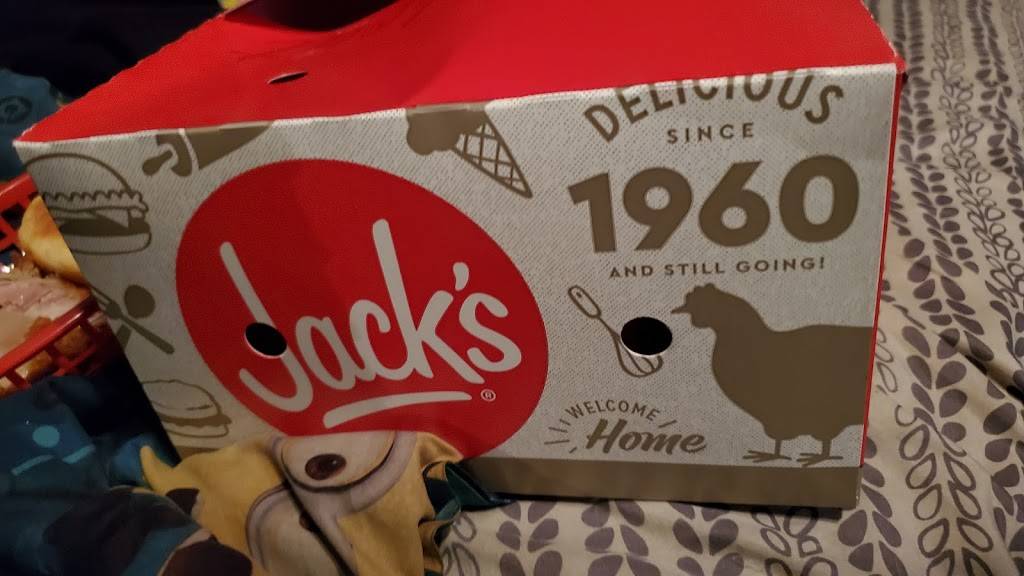 Jack's
®
DELICIOUS
SINCE
1960
AND STILL GOING!
WELCOME
Home